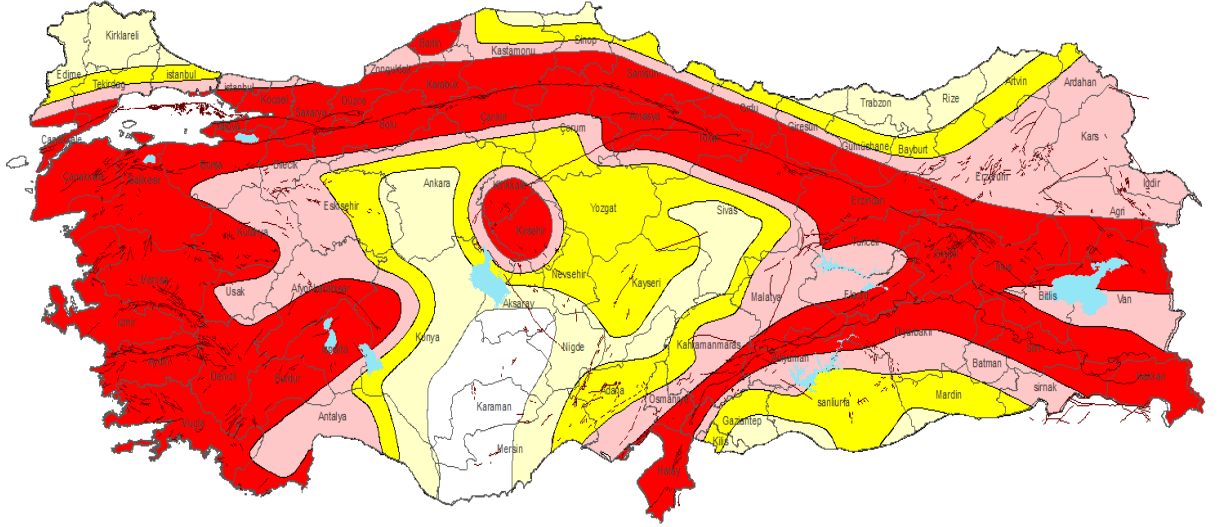 Kirklareli
Edirne
Tekirdag
istanbul
istanbul
Kocaeli
Sakarya
Düzce
Bolu
Zonguldak
Bartin
Karabük
Kastamonu
Sinop
Samsun
Çankiri
Çorum
Amasya
Tokat
Ordu
Giresun
Trabzon
Rize
Artvin
Ardahan
Gümüshane
Bayburt
Kars
Erzurum
Igdir
Agri
Erzincan
Çanakkale
Çanakkale
Balikesir
Bursa
Bilecik
Eskisehir
Ankara
Kirikkale
Kirsehir
Yozgat
Sivas
Kütahya
Manisa
Usak
Afyonkarahisar
Nevsehir
Kayseri
Aksaray
Malatya
Tunceli
Elazig
Mus
Bitlis
Van
izmir
Aydin
Denizli
Burdur
Isparta
Konya
Nigde
Kahramanmaras
Adiyaman
Diyarbakir
Batman
Siirt
sirnak
Hakkari
Mugla
Antalya
Karaman
Mersin
Adana
Osmaniye
Gaziantep
Kilis
sanliurfa
Mardin
Hatay